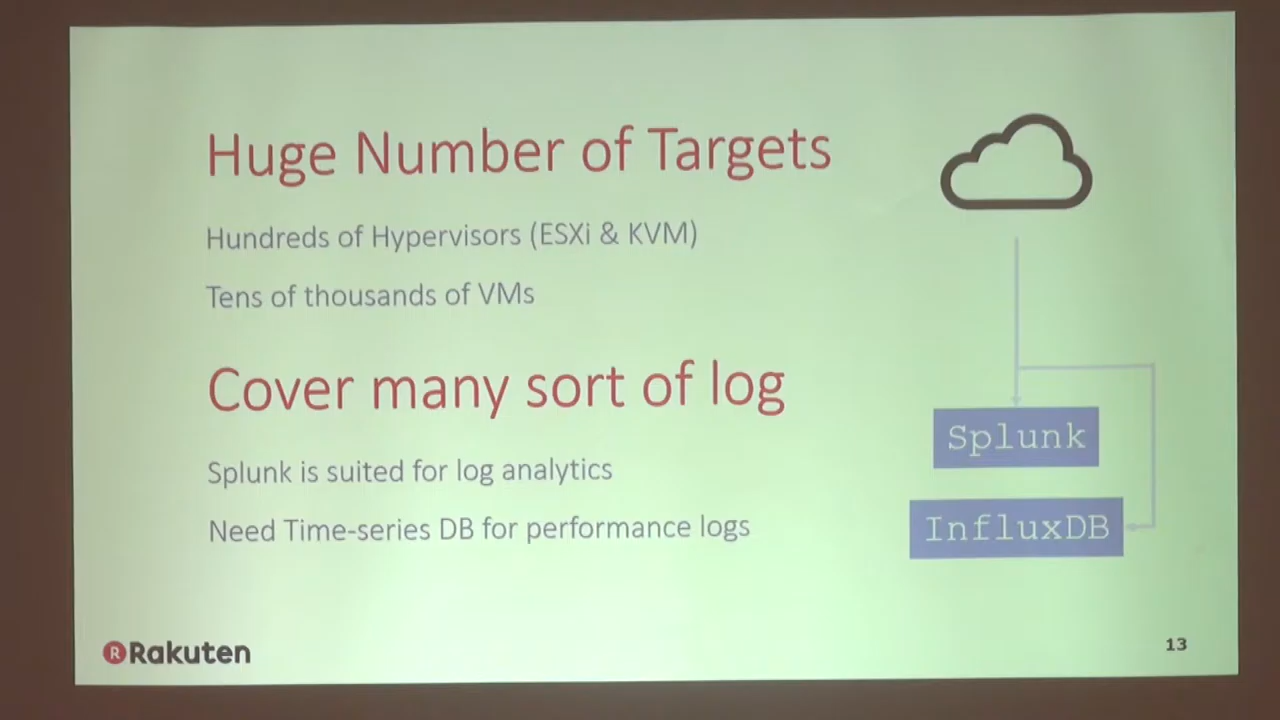 Huge Number of Targets
Hundreds of Hypervisors (ESXi & KVM)
Tens of thousands of VMs
Cover many sort of log
Splunk is suited for log analytics
Need Time-series DB for performance logs
Splunk
InfluxDB
R Rakuten
13